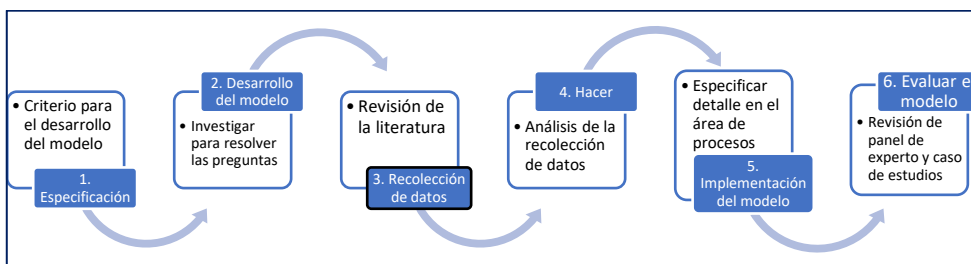 • Criterio para
el desarrollo
del modelo
1.
Especificación
2. Desarrollo
del modelo
• Investigar
para resolver
las preguntas
• Revisión de
la literatura
3. Recolección
de datos
4. Hacer
• Análisis de la
recolección
de datos
• Especificar
detalle en el
área de
procesos
5.
Implementación
del modelo
6. Evaluar e
modelo
• Revisión de
panel de
experto y caso
de estudios